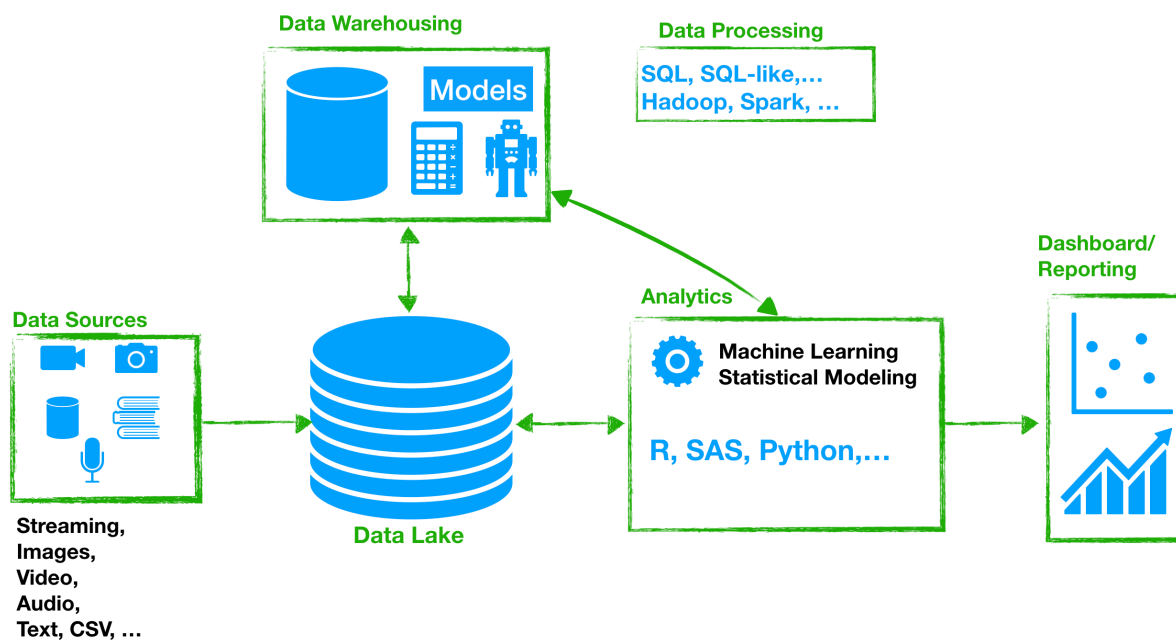 Data Warehousing
Models
Data Processing
SQL, SQL-like,...
Hadoop, Spark, ...
Data Sources
Streaming,
Images,
Video,
Audio,
Text, CSV, ...
Data Lake
Analytics
Machine Learning
Statistical Modeling
R, SAS, Python,...
Dashboard/
Reporting